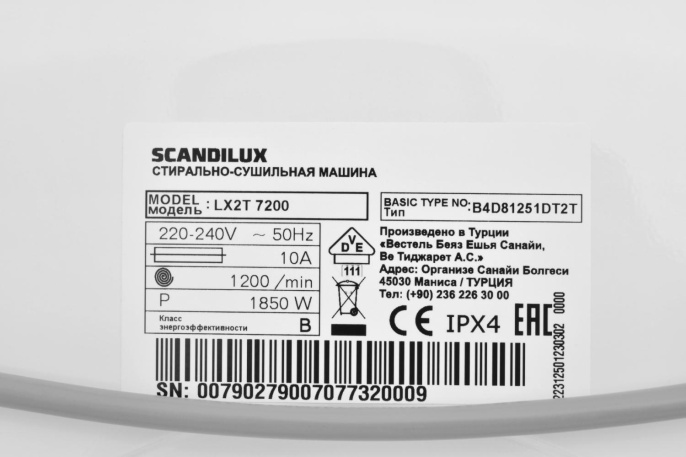 SCANDILUX
СТИРАЛЬНО-СУШИЛЬНАЯ МАШИНА
MODEL
модель : LX2T 7200
BASIC TYPE NO:
Тип B4D81251DT2T
220-240V ~ 50Hz
10A
1200 /min
P 1850 W
Класс
энергоэффективности B
DVE
111
Произведено в Турции
«Вестель Беяз Ешья Санайи,
Ве Тиджарет А.С.»
Адрес: Организе Санайи Болгеси
45030 Маниса / ТУРЦИЯ
Тел: (+90) 236 226 30 00
CE IPX4 EAC
SN: 00790279007077320009
22312501230302 0000